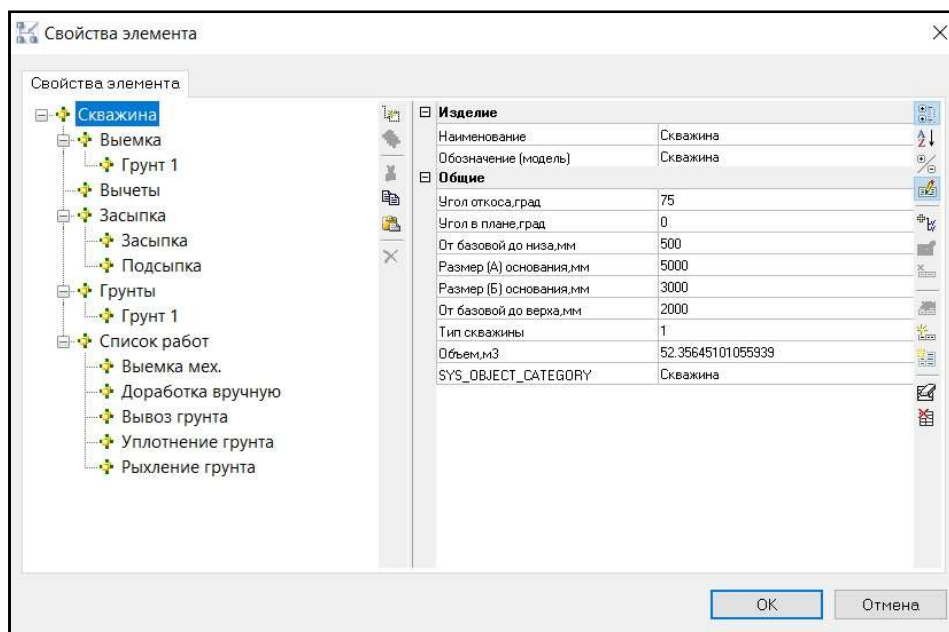 Свойства элемента
Свойства элемента
Скважина
Выемка
Грунт 1
Вычеты
Засыпка
Засыпка
Подсыпка
Грунты
Грунт 1
Список работ
Выемка мех.
Доработка вручную
Вывоз грунта
Уплотнение грунта
Рыхление грунта
Изделие
Наименование Скважина
Обозначение (модель) Скважина
Общие
Угол откоса,град 75
Угол в плане,град 0
От базовой до низа,мм 500
Размер (А) основания,мм 5000
Размер (Б) основания,мм 3000
От базовой до верха,мм 2000
Тип скважины 1
Объем,м3 52.35645101055939
SYS_OBJECT_CATEGORY Скважина
OK Отмена